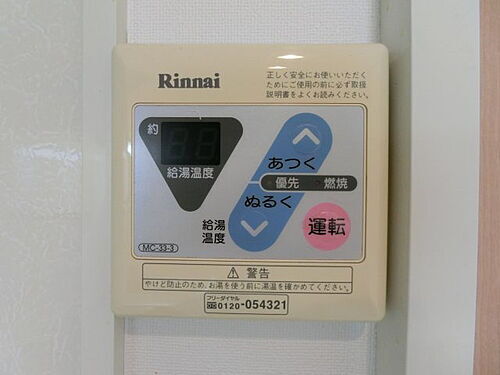 Rinnai
正しく安全にお使いいただく
ためにご使用の前に必ず取扱
説明書をよくお読みください。
約
給湯温度
あつく
優先 燃焼
ぬるく
給湯
温度
運転
MC-33-3
警告
やけど防止のため、お湯を使う前に湯温を確かめてください。
フリーダイヤル
0120-054321